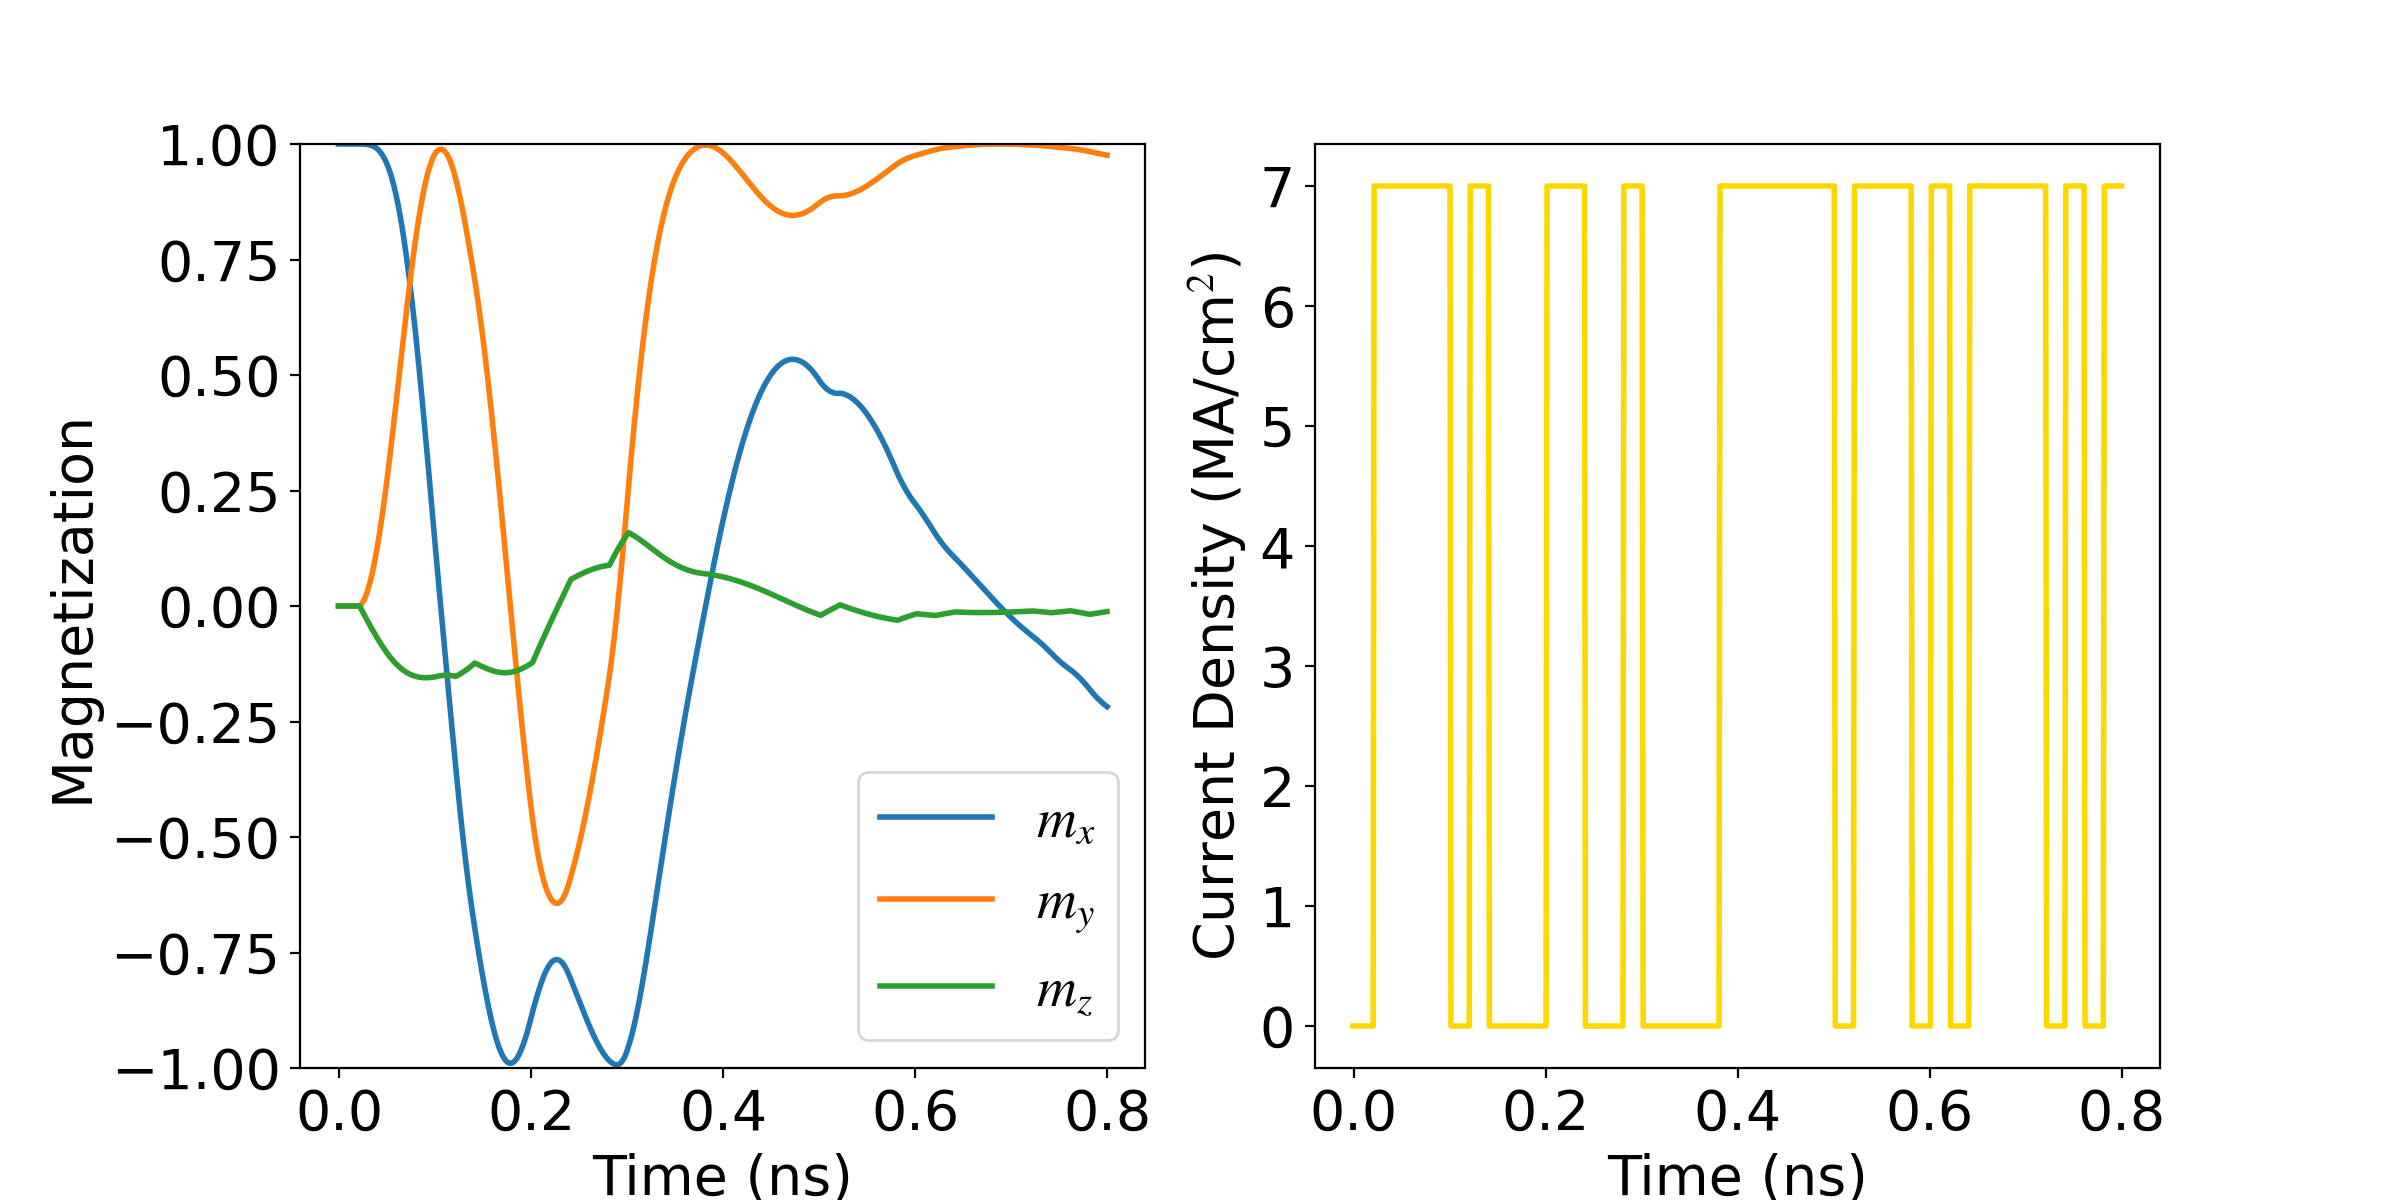 Magnetization
1.00
0.75
0.50
0.25
0.00
−0.25
−0.50
−0.75
−1.00
0.0 0.2 0.4 0.6 0.8
Time (ns)
mₓ
m_y
m_z
Current Density (MA/cm²)
7
6
5
4
3
2
1
0
0.0 0.2 0.4 0.6 0.8
Time (ns)